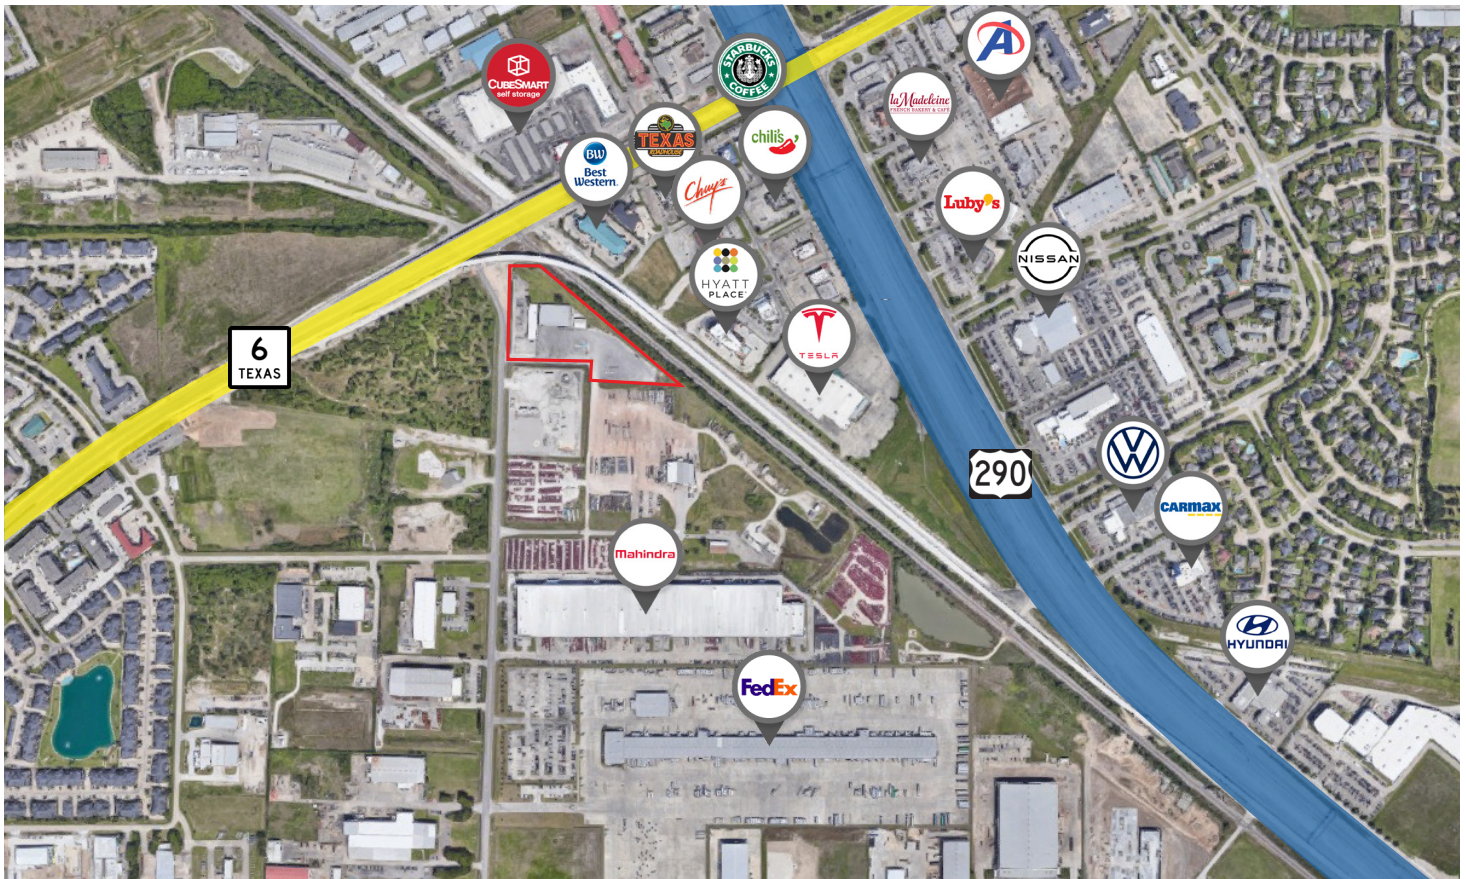 A
STARBUCKS
COFFEE
CUBESMART
self storage
la Madeleine
FRENCH BAKERY & CAFE
TEXAS
ROADHOUSE
chili's
BW
Best
Western
Chuy's
Luby's
NISSAN
HYATT
PLACE
TESLA
6
TEXAS
VW
290
CARMAX
Mahindra
HYUNDAI
FedEx